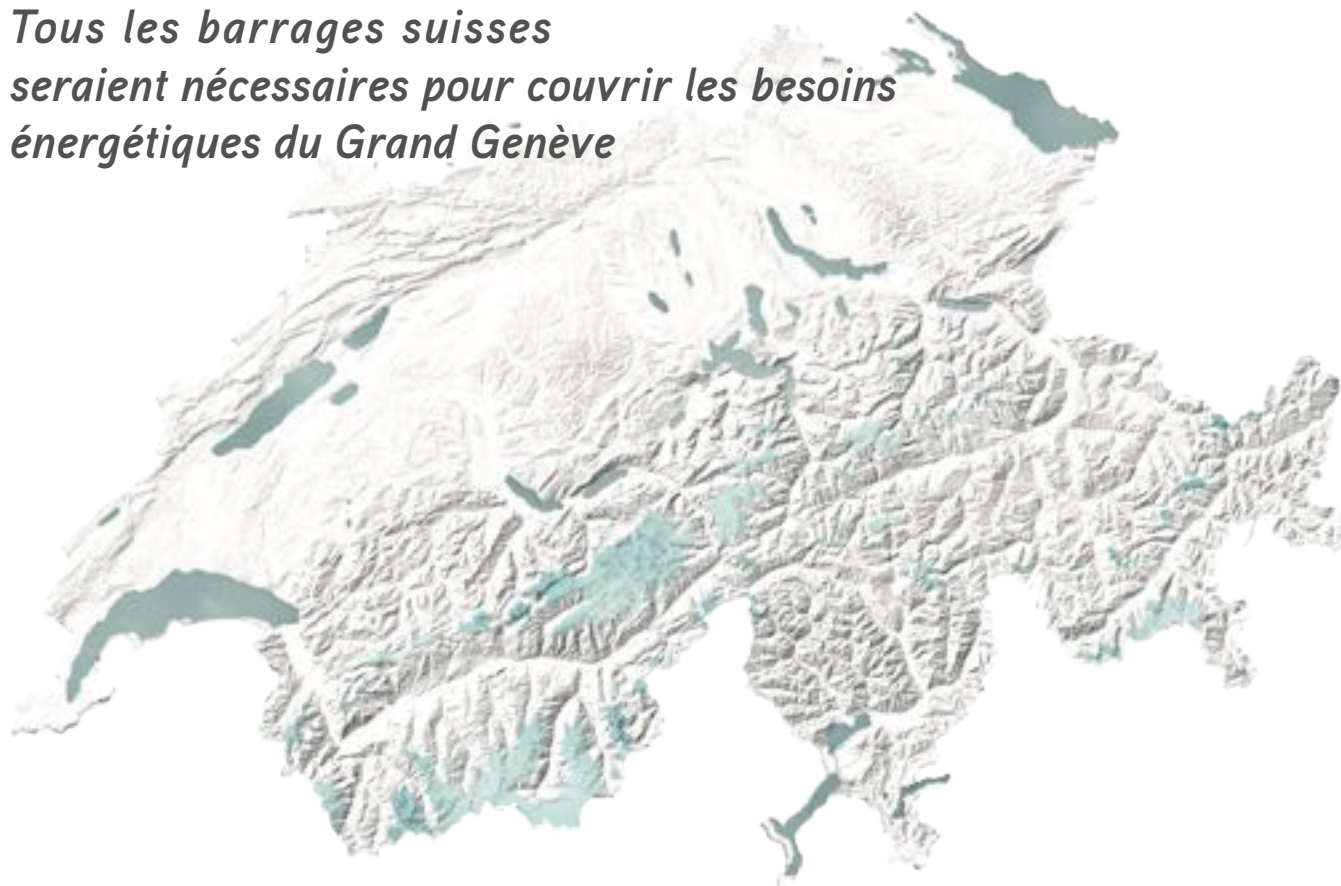 Tous les barrages suisses
seraient nécessaires pour couvrir les besoins
énergétiques du Grand Genève